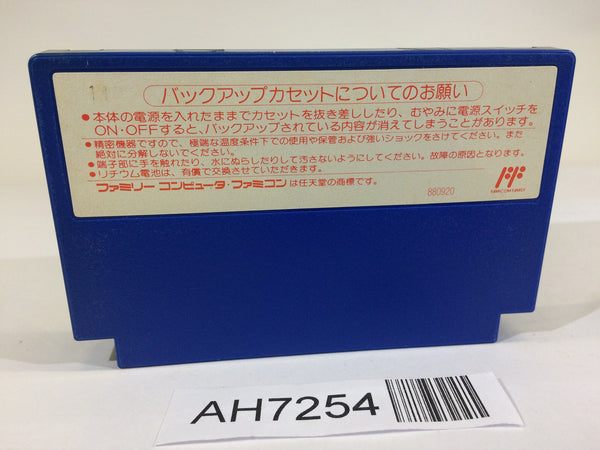 バックアップカセットについてのお願い
●本体の電源を入れたままでカセットを抜き差ししたり、むやみに電源スイッチを
ON・OFFすると、バックアップされている内容が消えてしまうことがあります。
●精密機器ですので、極端な温度条件下での使用や保管および強いショックをさけてください。また
絶対に分解しないでください。
●端子部に手を触れたり、水にぬらしたりして汚さないようにしてください。故障の原因となります。
●リチウム電池は、有償で交換させていただきます。
ファミリー コンピュータ・ファミコンは任天堂の商標です。
880920
FAMICOM FAMILY
AH7254